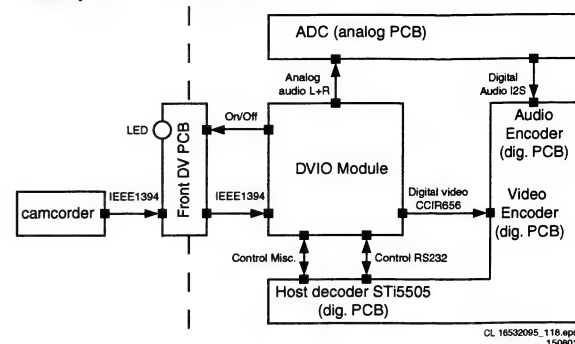 ADC (analog PCB)
Analog
audio L+R
Digital
Audio I2S
LED
On/Off
Front DV PCB
Audio
Encoder
(dig. PCB)
DVIO Module
IEEE1394
IEEE1394
camcorder
Digital video
CCIR656
Video
Encoder
(dig. PCB)
Control Misc.
Control RS232
Host decoder STi5505
(dig. PCB)
CL 16532095_118.eps
150801